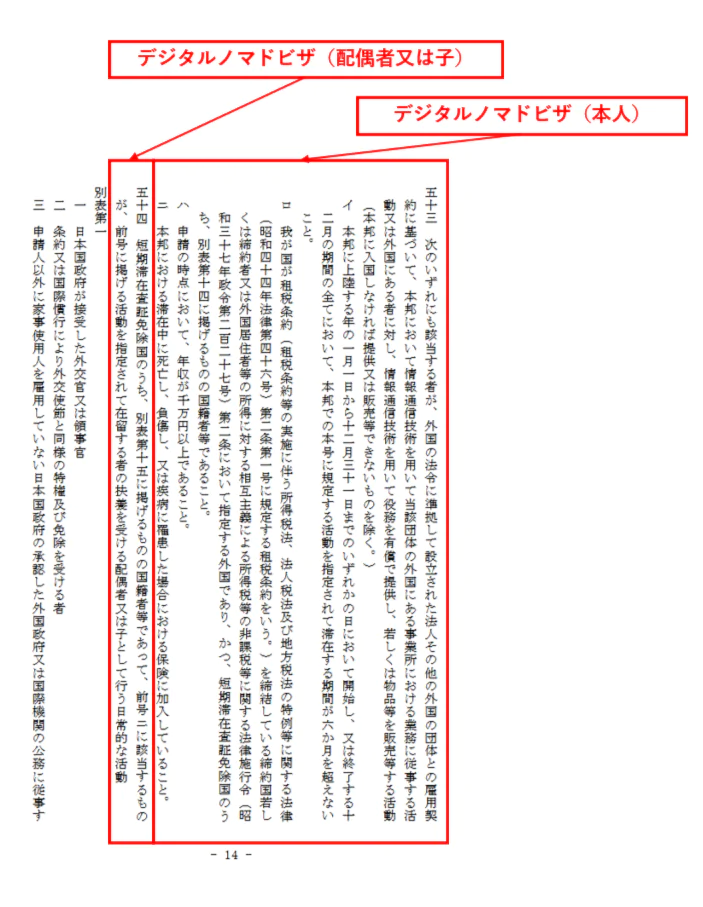 デジタルノマドビザ（配偶者又は子）
デジタルノマドビザ（本人）
五十三　次のいずれにも該当する者が、外国の法令に準拠して設立された法人その他の外国の団体との雇用契
約に基づいて、本邦において情報通信技術を用いて当該団体の外国にある事業所における業務に従事する活
動又は外国にある者に対し、情報通信技術を用いて役務を有償で提供し、若しくは物品等を販売等する活動
（本邦に入国しなければ提供又は販売等できないものを除く。）
イ　本邦に上陸する年の一月一日から十二月三十一日までのいずれかの日において開始し、又は終了する十
二月の期間の全てにおいて、本邦での本号に規定する活動を指定されて滞在する期間が六か月を超えない
こと。
ロ　我が国が租税条約（租税条約等の実施に伴う所得税法、法人税法及び地方税法の特例等に関する法律
（昭和四十四年法律第四十六号）第二条第一号に規定する租税条約をいう。）を締結している締約国若し
くは締約者又は外国居住者等の所得に対する相互主義による所得税等の非課税等に関する法律施行令（昭
和三十七年政令第二百二十七号）第二条において指定する外国であり、かつ、短期滞在査証免除国のう
ち、別表第十四に掲げるものの国籍者等であること。
ハ　申請の時点において、年収が千万円以上であること。
ニ　本邦における滞在中に死亡し、負傷し、又は疾病に罹患した場合における保険に加入していること。
五十四　短期滞在査証免除国のうち、別表第十五に掲げるものの国籍者等であって、前号ニに該当するもの
が、前号に掲げる活動を指定されて在留する者の扶養を受ける配偶者又は子として行う日常的な活動
別表第一
一　日本国政府が接受した外交官又は領事官
二　条約又は国際慣行により外交使節と同様の特権及び免除を受ける者
三　申請人以外に家事使用人を雇用していない日本国政府の承認した外国政府又は国際機関の公務に従事す
- 14 -